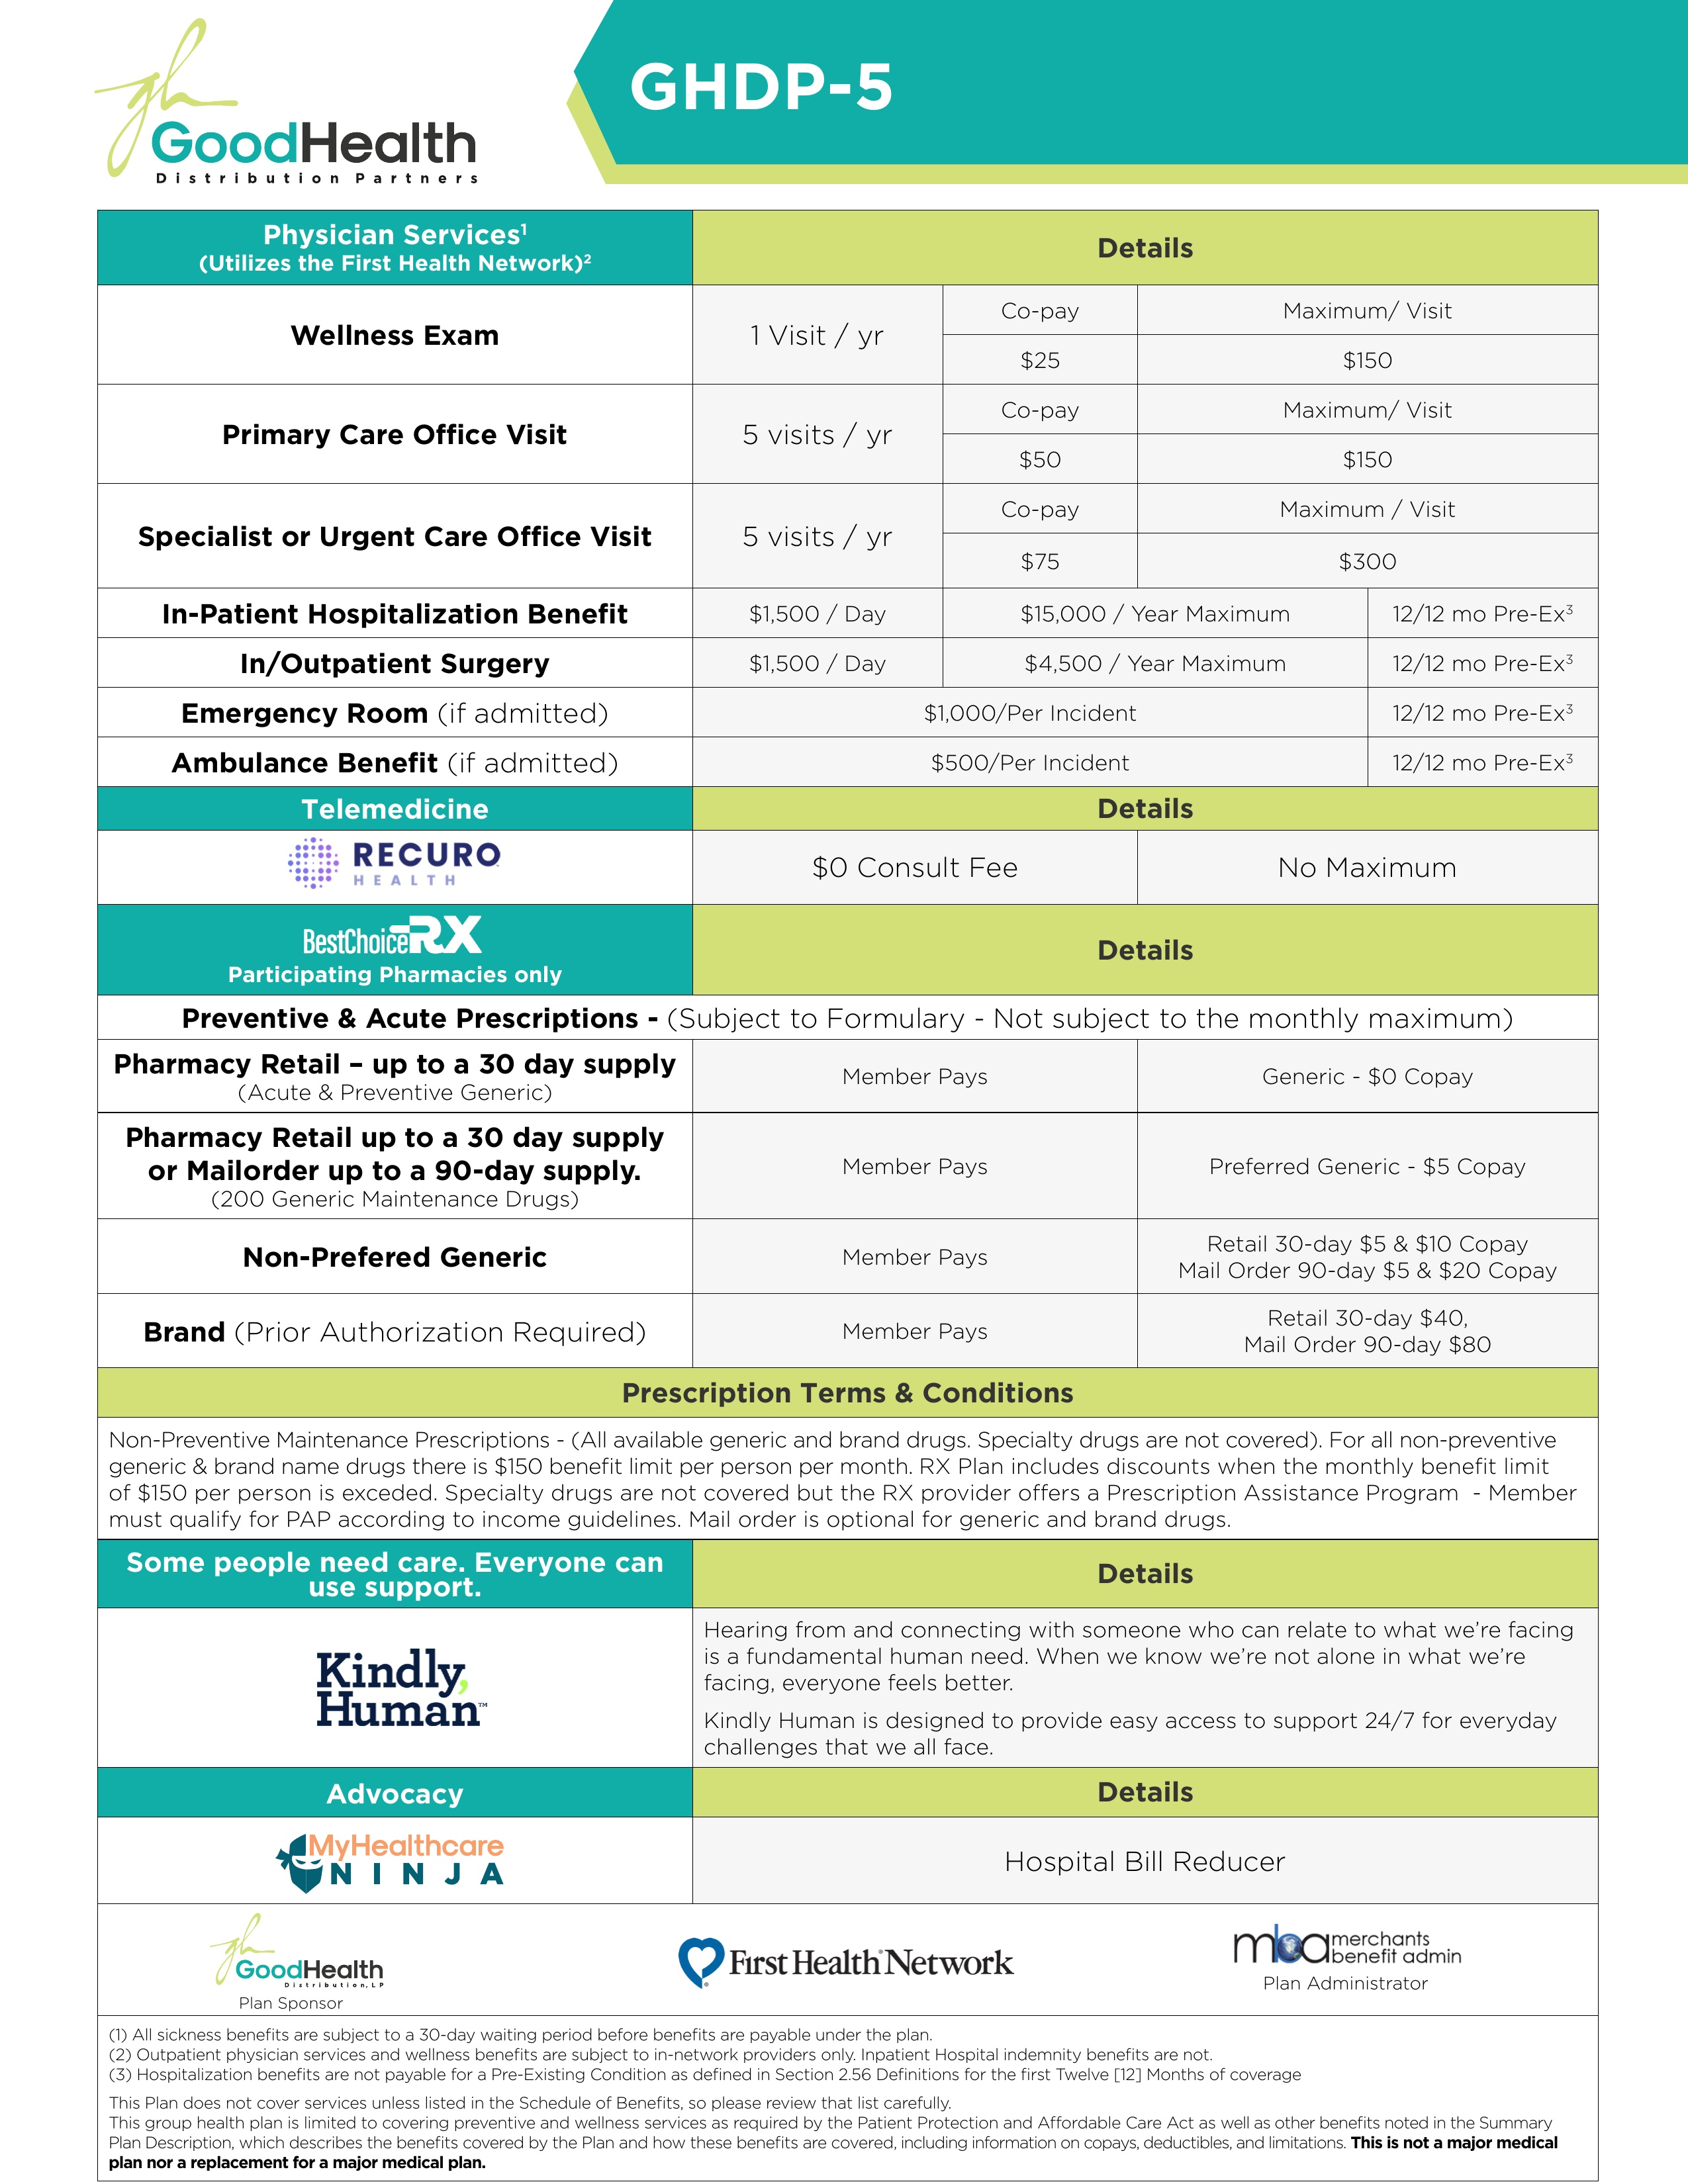 gh
GoodHealth
Distribution Partners
GHDP-5
Physician Services¹
(Utilizes the First Health Network)²
Details
Wellness Exam
1 Visit / yr
Co-pay
Maximum/ Visit
$25
$150
Primary Care Office Visit
5 visits / yr
Co-pay
Maximum/ Visit
$50
$150
Specialist or Urgent Care Office Visit
5 visits / yr
Co-pay
Maximum / Visit
$75
$300
In-Patient Hospitalization Benefit
$1,500 / Day
$15,000 / Year Maximum
12/12 mo Pre-Ex³
In/Outpatient Surgery
$1,500 / Day
$4,500 / Year Maximum
12/12 mo Pre-Ex³
Emergency Room (if admitted)
$1,000/Per Incident
12/12 mo Pre-Ex³
Ambulance Benefit (if admitted)
$500/Per Incident
12/12 mo Pre-Ex³
Telemedicine
Details
RECURO
HEALTH
$0 Consult Fee
No Maximum
BestChoiceRX
Participating Pharmacies only
Details
Preventive & Acute Prescriptions - (Subject to Formulary - Not subject to the monthly maximum)
Pharmacy Retail – up to a 30 day supply
(Acute & Preventive Generic)
Member Pays
Generic - $0 Copay
Pharmacy Retail up to a 30 day supply
or Mailorder up to a 90-day supply.
(200 Generic Maintenance Drugs)
Member Pays
Preferred Generic - $5 Copay
Non-Prefered Generic
Member Pays
Retail 30-day $5 & $10 Copay
Mail Order 90-day $5 & $20 Copay
Brand (Prior Authorization Required)
Member Pays
Retail 30-day $40,
Mail Order 90-day $80
Prescription Terms & Conditions
Non-Preventive Maintenance Prescriptions - (All available generic and brand drugs. Specialty drugs are not covered). For all non-preventive
generic & brand name drugs there is $150 benefit limit per person per month. RX Plan includes discounts when the monthly benefit limit
of $150 per person is exceded. Specialty drugs are not covered but the RX provider offers a Prescription Assistance Program - Member
must qualify for PAP according to income guidelines. Mail order is optional for generic and brand drugs.
Some people need care. Everyone can
use support.
Details
Kindly,
Human™
Hearing from and connecting with someone who can relate to what we're facing
is a fundamental human need. When we know we're not alone in what we're
facing, everyone feels better.
Kindly Human is designed to provide easy access to support 24/7 for everyday
challenges that we all face.
Advocacy
Details
MyHealthcare
NINJA
Hospital Bill Reducer
gh
GoodHealth
Distribution, LP
Plan Sponsor
First Health® Network
mba merchants
benefit admin
Plan Administrator
(1) All sickness benefits are subject to a 30-day waiting period before benefits are payable under the plan.
(2) Outpatient physician services and wellness benefits are subject to in-network providers only. Inpatient Hospital indemnity benefits are not.
(3) Hospitalization benefits are not payable for a Pre-Existing Condition as defined in Section 2.56 Definitions for the first Twelve [12] Months of coverage
This Plan does not cover services unless listed in the Schedule of Benefits, so please review that list carefully.
This group health plan is limited to covering preventive and wellness services as required by the Patient Protection and Affordable Care Act as well as other benefits noted in the Summary
Plan Description, which describes the benefits covered by the Plan and how these benefits are covered, including information on copays, deductibles, and limitations. This is not a major medical
plan nor a replacement for a major medical plan.